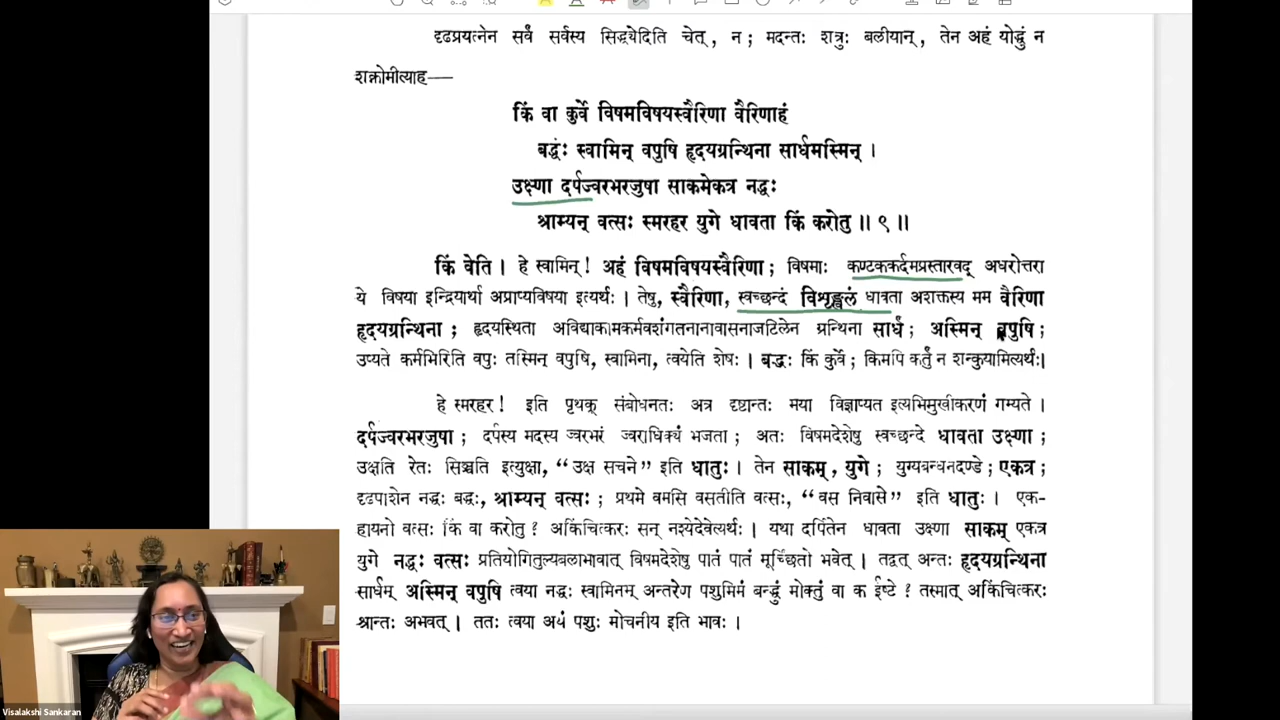 दृढप्रयत्नेन सर्वं सर्वस्य सिद्ध्येदिति चेत् , न ; मदन्तः शत्रुः बलीयान् , तेन अहं योद्धुं न
शक्नोमीत्याह—
किं वा कुर्वे विषमविषयस्वैरिणा वैरिणाहं
बद्धः स्वामिन् वपुषि हृदयग्रन्थिना सार्धमस्मिन् ।
उक्ष्णा दर्पज्वरभरजुषा साकमेकत्र नद्धः
श्राम्यन् वत्सः स्मरहर युगे धावता किं करोतु ॥ ९ ॥
किं वेति । हे स्वामिन् ! अहं विषमविषयस्वैरिणा ; विषमाः कण्टककर्दमप्रस्तारवद् अधरोत्तरा
ये विषया इन्द्रियार्था अप्राप्यविषया इत्यर्थः । तेषु, स्वैरिणा, स्वच्छन्दं विशृङ्खलं धावता अशक्तस्य मम वैरिणा
हृदयग्रन्थिना ; हृदयस्थिता अविद्याकामकर्मवशंगतनानावासनाजटिलेन ग्रन्थिना सार्धं ; अस्मिन् वपुषि ;
उप्यते कर्मभिरिति वपुः तस्मिन् वपुषि, स्वामिना, त्वयेति शेषः । बद्धः किं कुर्वे ; किमपि कर्तुं न शन्कुयामित्यर्थः।
हे स्मरहर ! इति पृथक् संबोधनतः अत्र दृष्टान्तः मया विज्ञाप्यत इत्यभिमुखीकरणं गम्यते ।
दर्पज्वरभरजुषा ; दर्पस्य मदस्य ज्वरभरं ज्वराधिक्यं भजता ; अतः विषमदेशेषु स्वच्छन्दे धावता उक्ष्णा ;
उक्षति रेतः सिञ्चति इत्युक्षा, “उक्ष सचने” इति धातुः । तेन साकम् , युगे ; युग्यबन्धनदण्डे ; एकत्र ;
दृढपाशेन नद्धः बद्धः, श्राम्यन् वत्सः ; प्रथमे वमसि वसतीति वत्सः, “वस निवासे” इति धातुः । एक-
हायनो वत्सः किं वा करोतु ? अकिंचित्करः सन् नश्येदेवेत्यर्थः । यथा दर्पितेन धावता उक्ष्णा साकम् एकत्र
युगे नद्धः वत्सः प्रतियोगितुल्यबलाभावात् विषमदेशेषु पातं पातं मूर्च्छितो भवेत् । तद्वत् अन्तः हृदयग्रन्थिना
सार्धम् अस्मिन् वपुषि त्वया नद्धः स्वामिनम् अन्तरेण पशुमिमं बन्द्धुं मोक्तुं वा क ईष्टे ? तस्मात् अकिंचित्करः
श्रान्तः अभवत् । ततः त्वया अयं पशुः मोचनीय इति भावः ।
Visalakshi Sankaran